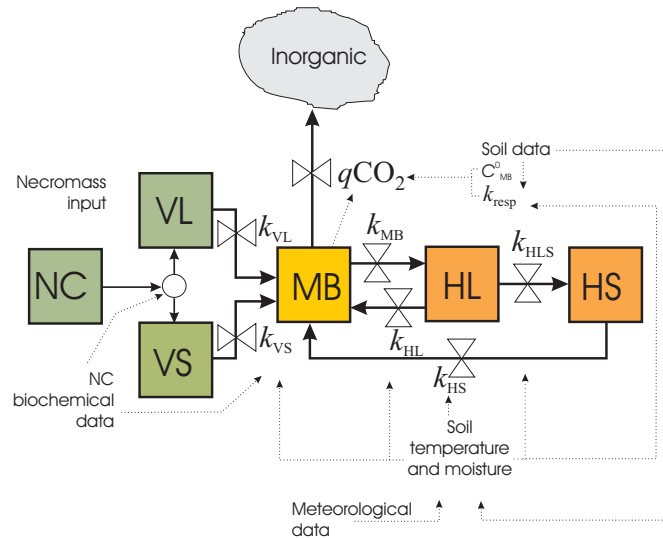 Inorganic
Soil data
C⁰MB
kresp
qCO2
Necromass
input
VL
kVL
kMB
kHLS
NC
MB
HL
HS
VS
kVS
kHL
kHS
NC
biochemical
data
Soil
temperature
and moisture
Meteorological
data